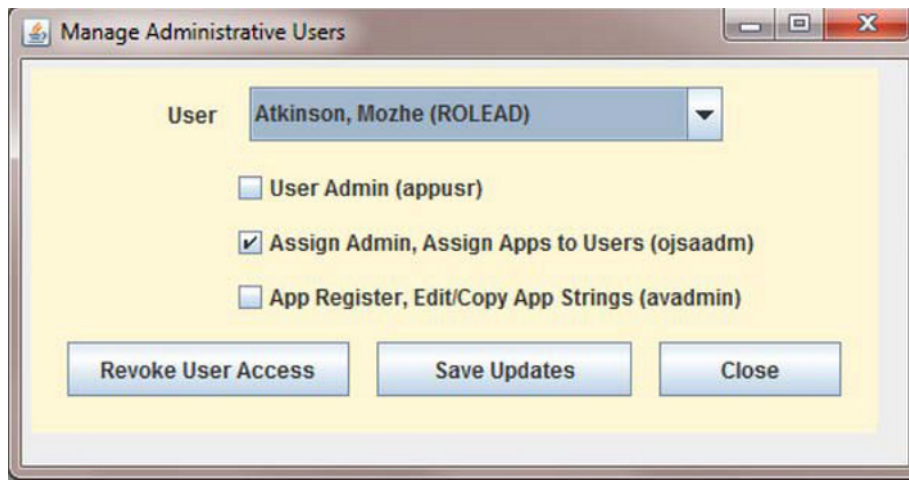 Manage Administrative Users
User Atkinson, Mozhe (ROLEAD)
User Admin (appusr)
Assign Admin, Assign Apps to Users (ojsaadm)
App Register, Edit/Copy App Strings (avadmin)
Revoke User Access Save Updates Close